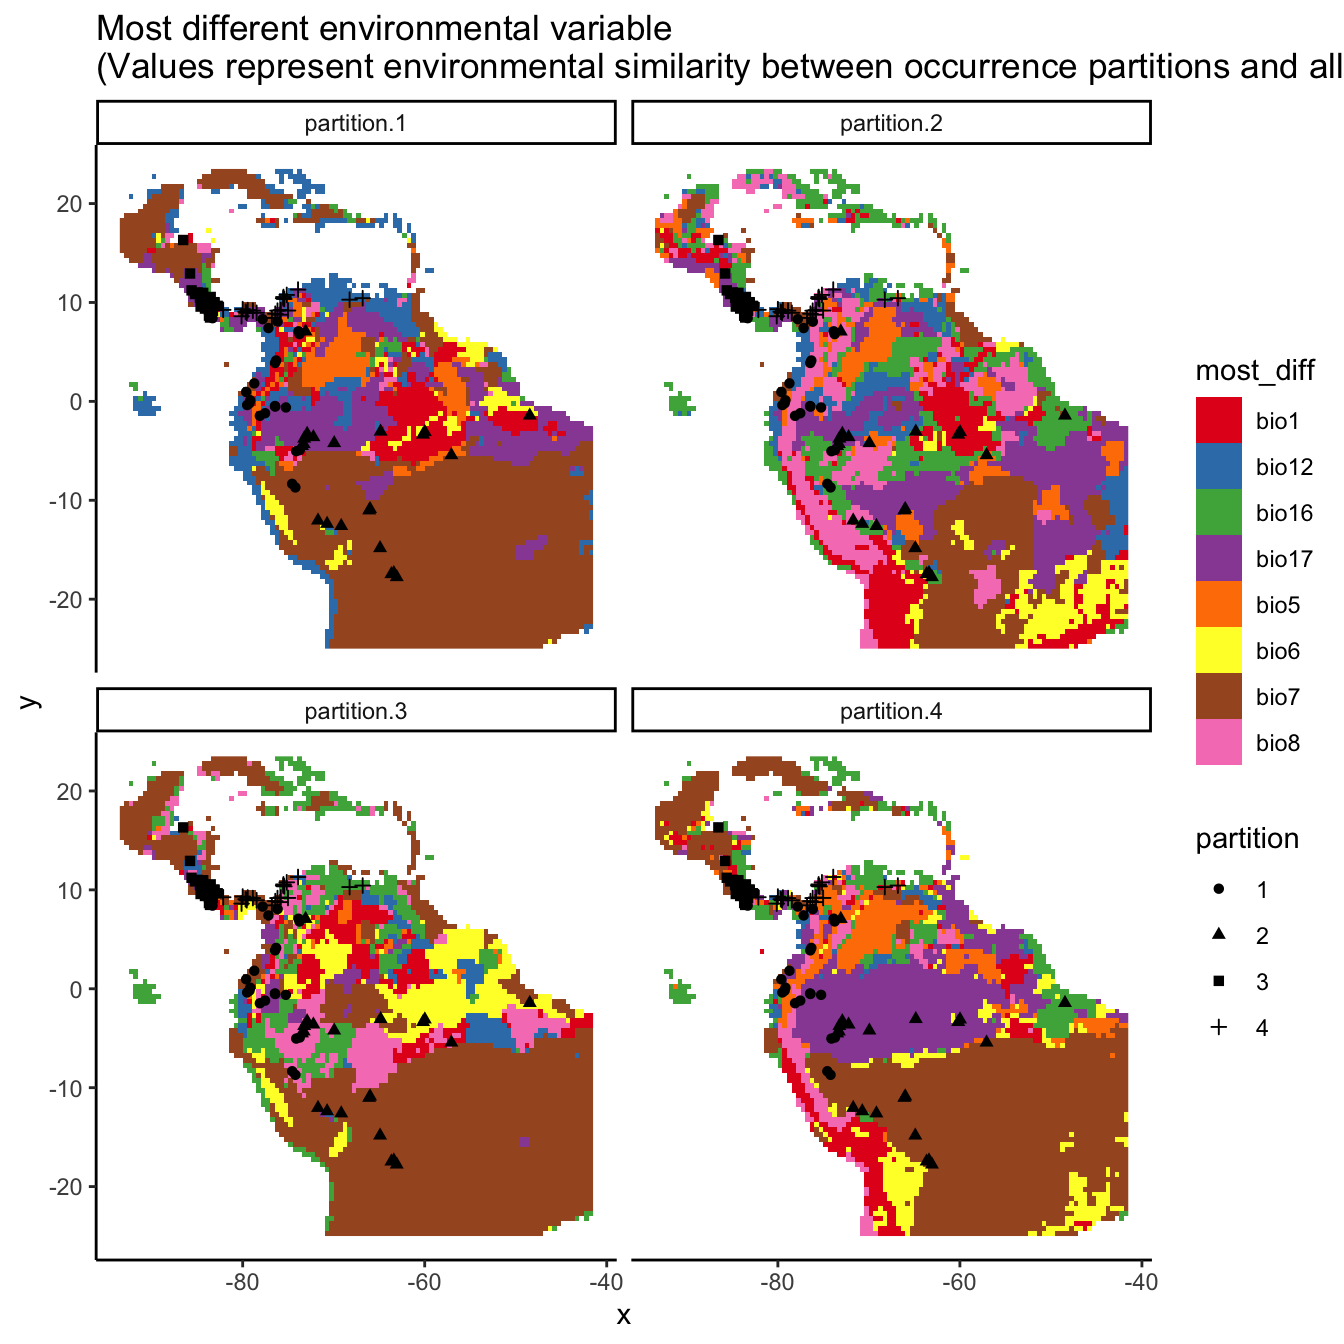 Most different environmental variable
(Values represent environmental similarity between occurrence partitions and all
partition.1
partition.2
20
10
0
-10
-20
y
partition.3
partition.4
20
10
0
-10
-20
-80
-60
-40
-80
-60
-40
x
most_diff
bio1
bio12
bio16
bio17
bio5
bio6
bio7
bio8
partition
1
2
3
4